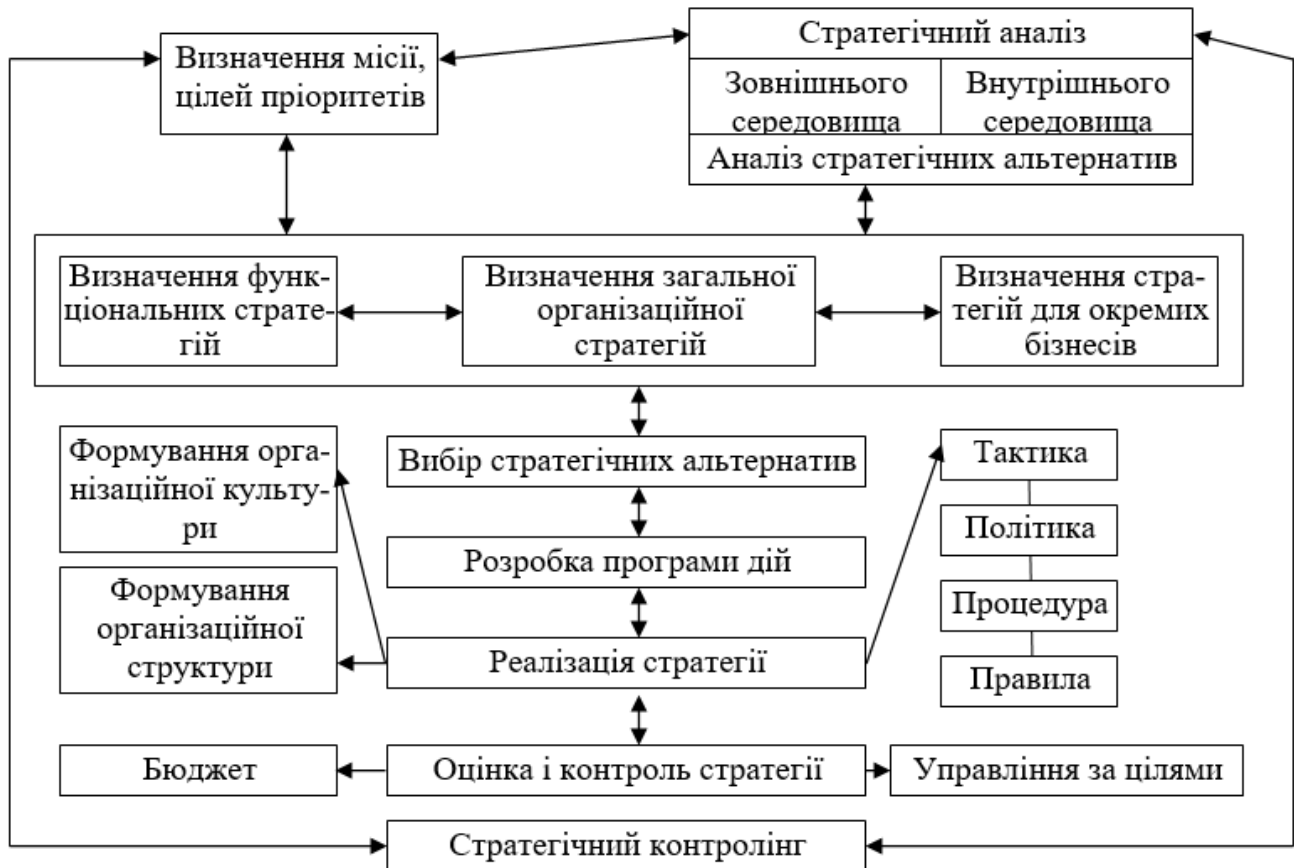 Визначення місії,
цілей пріоритетів
Стратегічний аналіз
Зовнішнього
середовища
Внутрішнього
середовища
Аналіз стратегічних альтернатив
Визначення функ-
ціональних страте-
гій
Визначення загальної
організаційної
стратегій
Визначення стра-
тегій для окремих
бізнесів
Формування орга-
нізаційної культу-
ри
Вибір стратегічних альтернатив
Тактика
Політика
Розробка програми дій
Формування
організаційної
структури
Процедура
Реалізація стратегії
Правила
Бюджет
Оцінка і контроль стратегії
Управління за цілями
Стратегічний контролінг